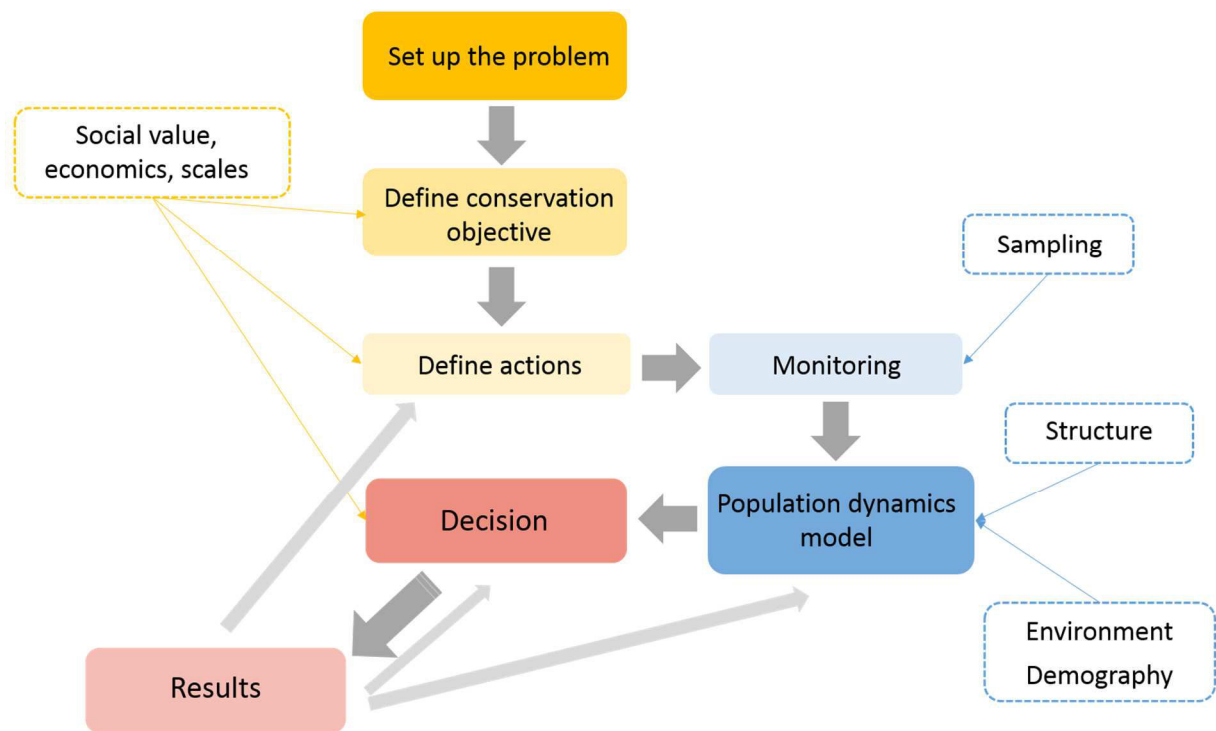 Set up the problem
Social value,
economics, scales
Define conservation
objective
Sampling
Define actions
Monitoring
Structure
Decision
Population dynamics
model
Environment
Demography
Results